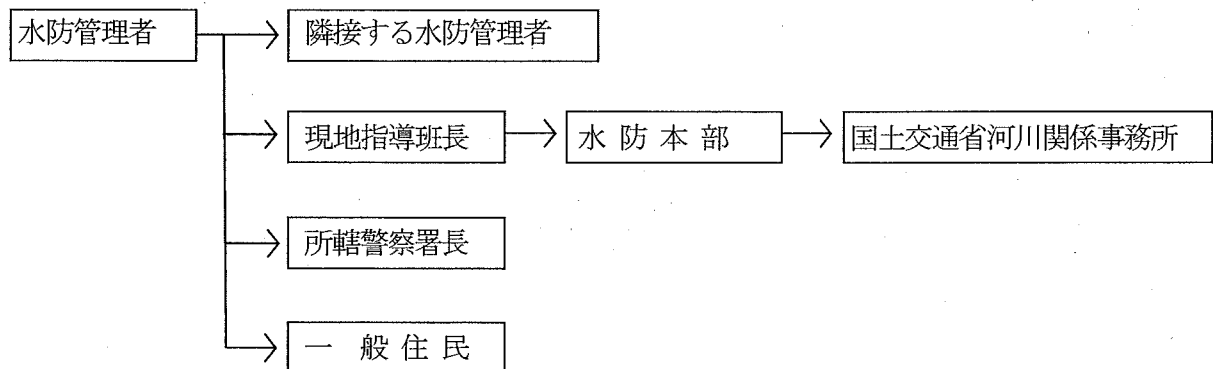 水防管理者
隣接する水防管理者
現地指導班長
水防本部
国土交通省河川関係事務所
所轄警察署長
一般住民